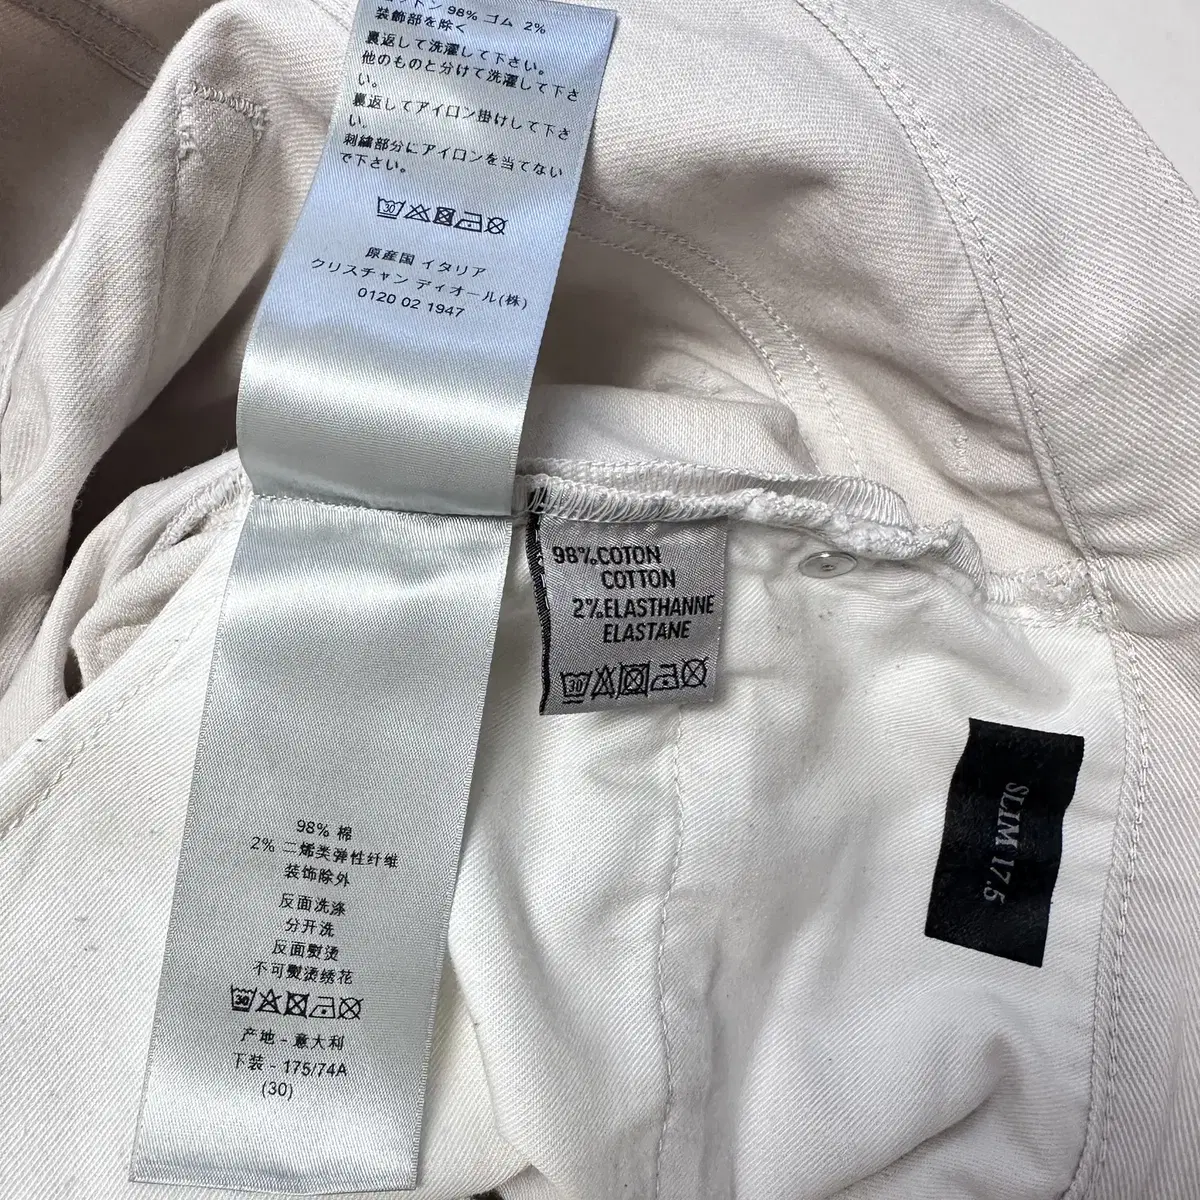 コットン 98% ゴム 2%
装飾部を除く
裏返して洗濯して下さい。
他のものと分けて洗濯して下さ
い。
裏返してアイロン掛けして下さ
い。
刺繍部分にアイロンを当てない
で下さい。
30
原産国 イタリア
クリスチャン ディオール(株)
0120 02 1947
98%COTON
COTTON
2%ELASTHANNE
ELASTANE
30
SLIM 17.5
98% 棉
2% 二烯类弹性纤维
装饰除外
反面洗涤
分开洗
反面熨烫
不可熨烫绣花
30
产地 - 意大利
下装 - 175/74A
(30)